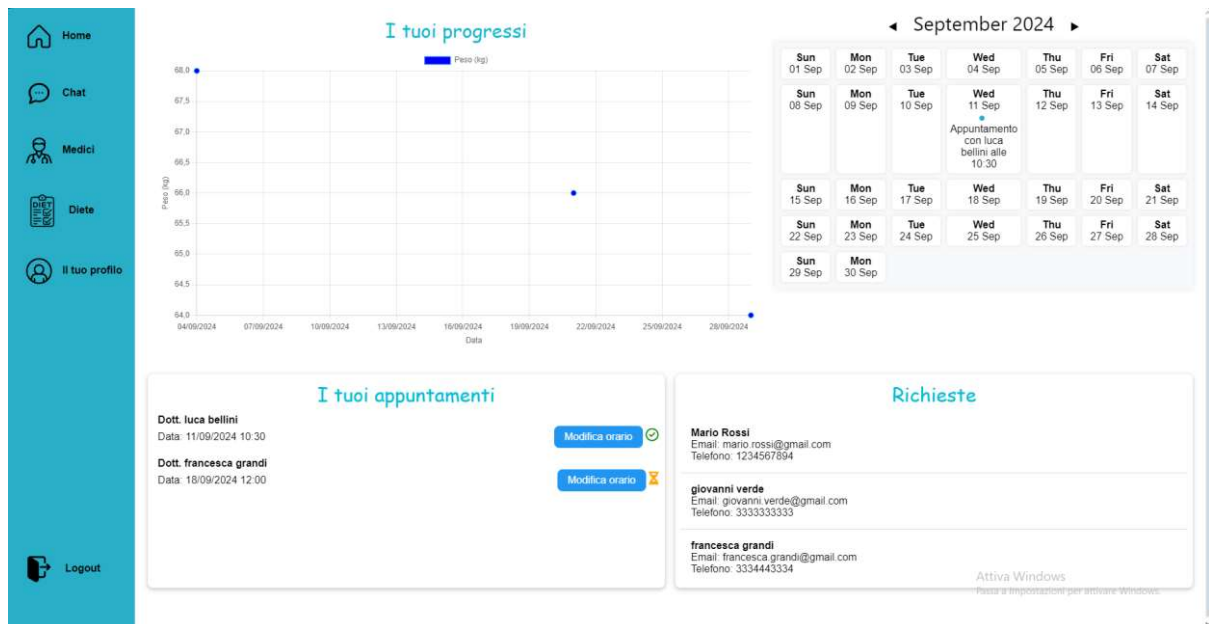 Home
Chat
Medici
DIET
Diete
Il tuo profilo
Logout
I tuoi progressi
Peso (kg)
Peso (kg)
68,0
67,5
67,0
66,5
66,0
65,5
65,0
64,5
64,0
04/09/2024 07/09/2024 10/09/2024 13/09/2024 16/09/2024 19/09/2024 22/09/2024 25/09/2024 28/09/2024
Data
◄ September 2024 ►
Sun Mon Tue Wed Thu Fri Sat
01 Sep 02 Sep 03 Sep 04 Sep 05 Sep 06 Sep 07 Sep
Sun Mon Tue Wed Thu Fri Sat
08 Sep 09 Sep 10 Sep 11 Sep 12 Sep 13 Sep 14 Sep
Appuntamento
con luca
bellini alle
10:30
Sun Mon Tue Wed Thu Fri Sat
15 Sep 16 Sep 17 Sep 18 Sep 19 Sep 20 Sep 21 Sep
Sun Mon Tue Wed Thu Fri Sat
22 Sep 23 Sep 24 Sep 25 Sep 26 Sep 27 Sep 28 Sep
Sun Mon
29 Sep 30 Sep
I tuoi appuntamenti
Dott. luca bellini
Data: 11/09/2024 10:30 Modifica orario
Dott. francesca grandi
Data: 18/09/2024 12:00 Modifica orario
Richieste
Mario Rossi
Email: mario.rossi@gmail.com
Telefono: 1234567894
giovanni verde
Email: giovanni.verde@gmail.com
Telefono: 3333333333
francesca grandi
Email: francesca.grandi@gmail.com
Telefono: 3334443334
Attiva Windows
Passa a Impostazioni per attivare Windows.